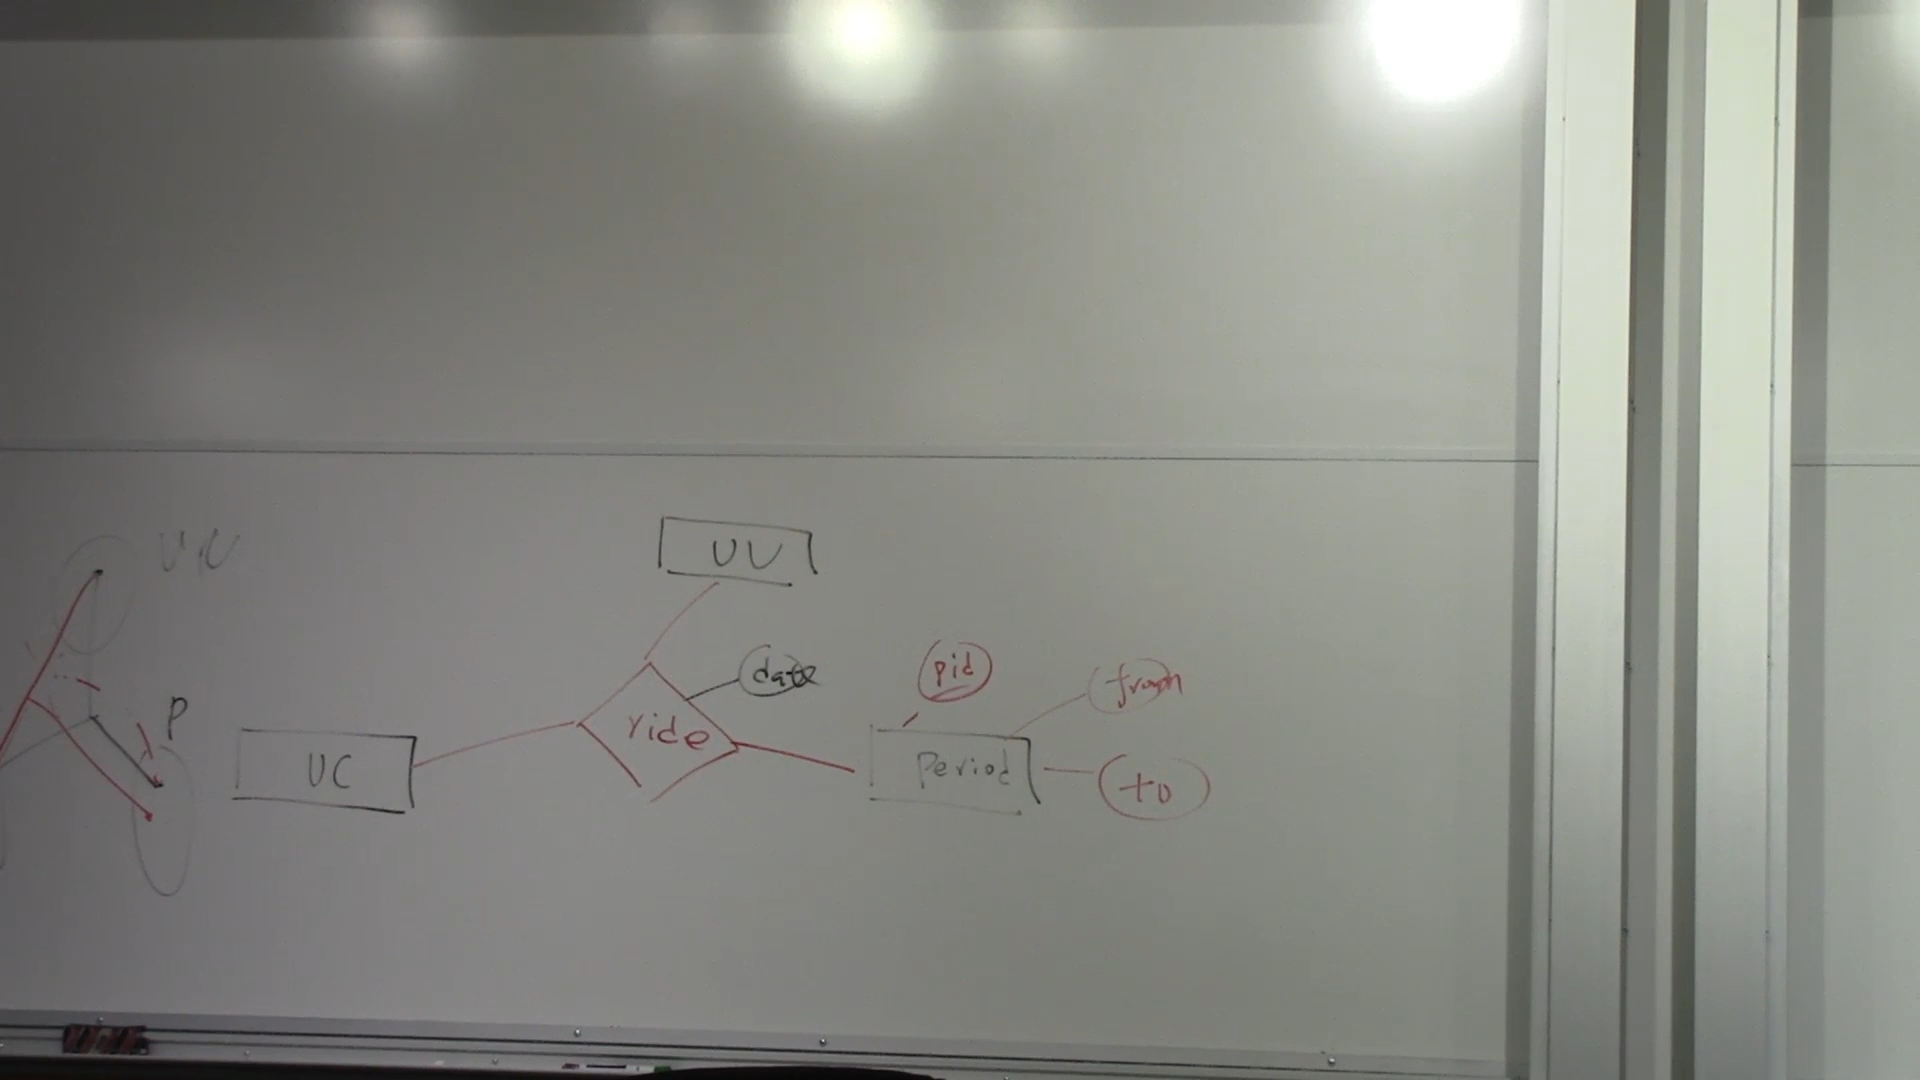 UV
date
pid
from
P
ride
UC
Period
to